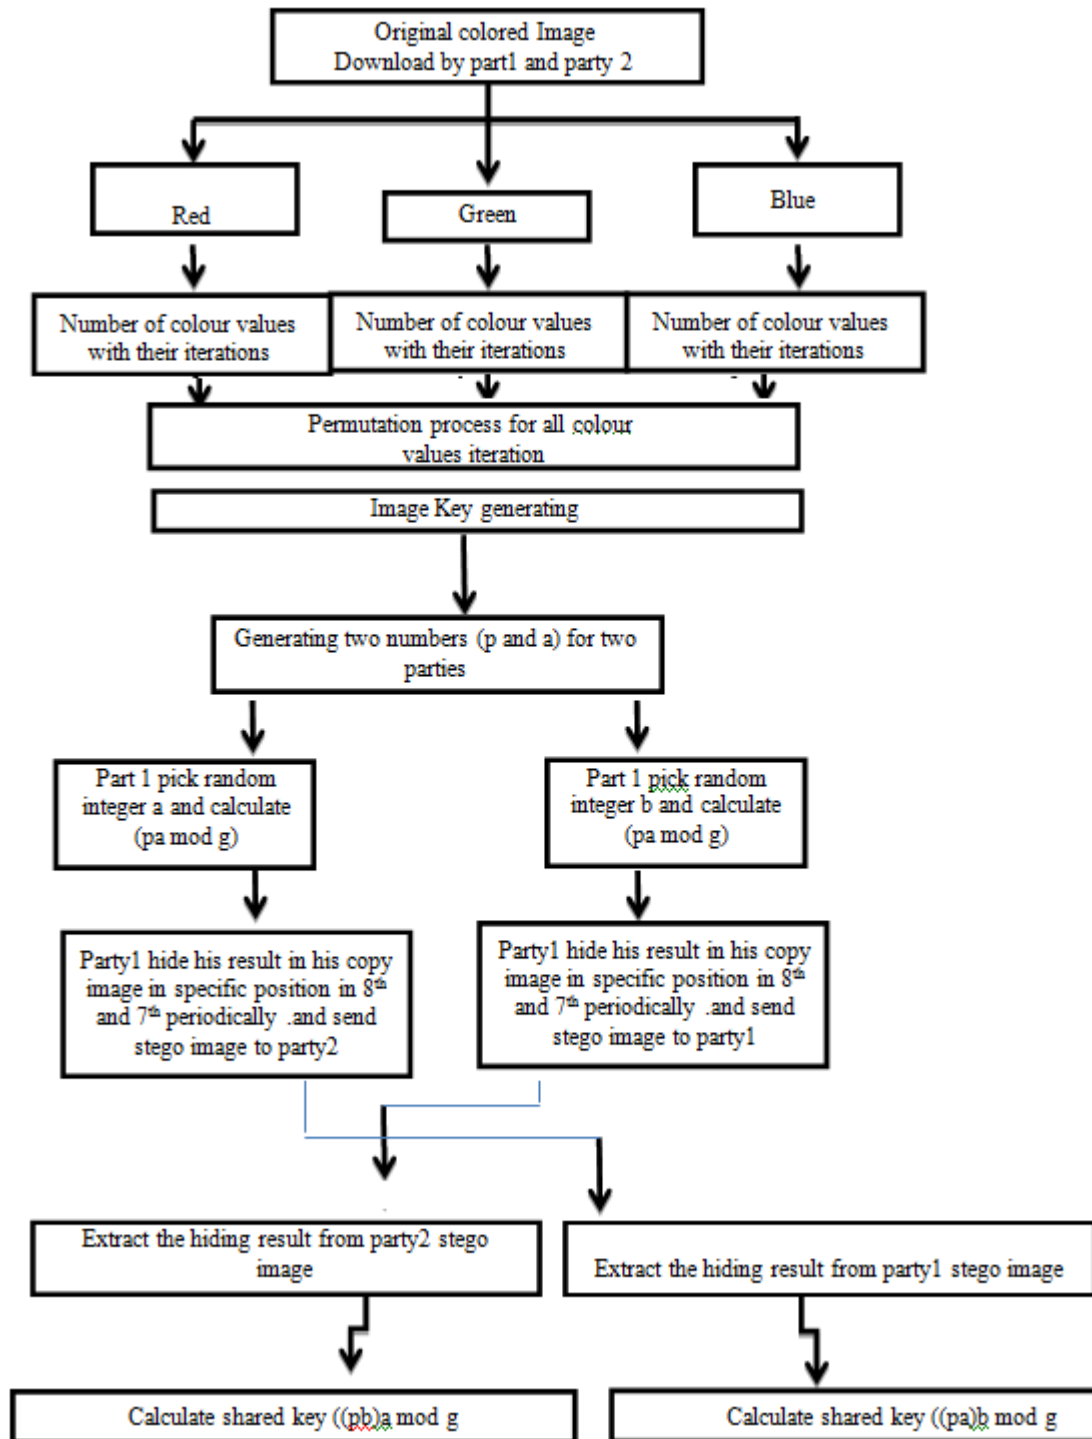 Original colored Image
Download by part1 and party 2
Red
Green
Blue
Number of colour values
with their iterations
Number of colour values
with their iterations
Number of colour values
with their iterations
Permutation process for all colour
values iteration
Image Key generating
Generating two numbers (p and a) for two
parties
Part 1 pick random
integer a and calculate
(pa mod g)
Part 1 pick random
integer b and calculate
(pa mod g)
Party1 hide his result in his copy
image in specific position in 8th
and 7th periodically .and send
stego image to party2
Party1 hide his result in his copy
image in specific position in 8th
and 7th periodically .and send
stego image to party1
Extract the hiding result from party2 stego
image
Extract the hiding result from party1 stego image
Calculate shared key ((pb)a mod g
Calculate shared key ((pa)b mod g